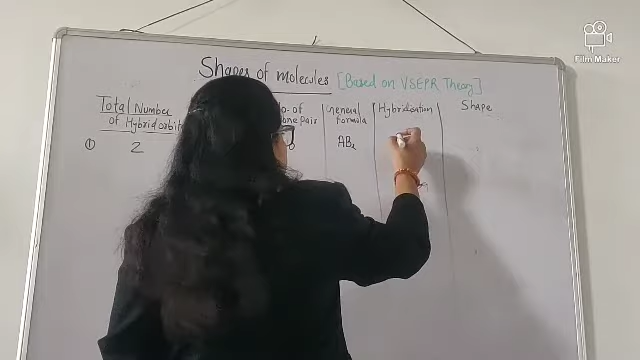 Shapes of molecules [Based on VSEPR Theory]
Total Number of Hybrid orbit
o. of lone pair
General formula
Hybridisation
Shape
① 2
0
AB₂
Film Maker